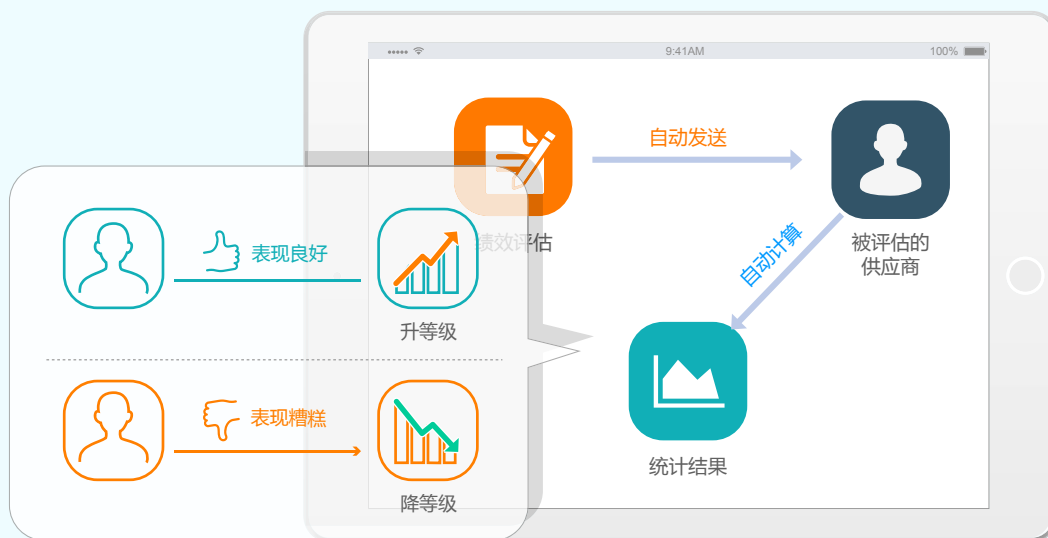 9:41AM
100%
自动发送
绩效评估
被评估的
供应商
自动计算
统计结果
表现良好
升等级
表现糟糕
降等级